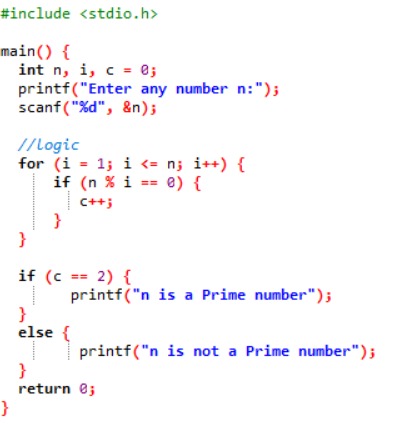 #include <stdio.h>
main() {
int n, i, c = 0;
printf("Enter any number n:");
scanf("%d", &n);
//logic
for (i = 1; i <= n; i++) {
if (n % i == 0) {
c++;
}
}
if (c == 2) {
printf("n is a Prime number");
}
else {
printf("n is not a Prime number");
}
return 0;
}